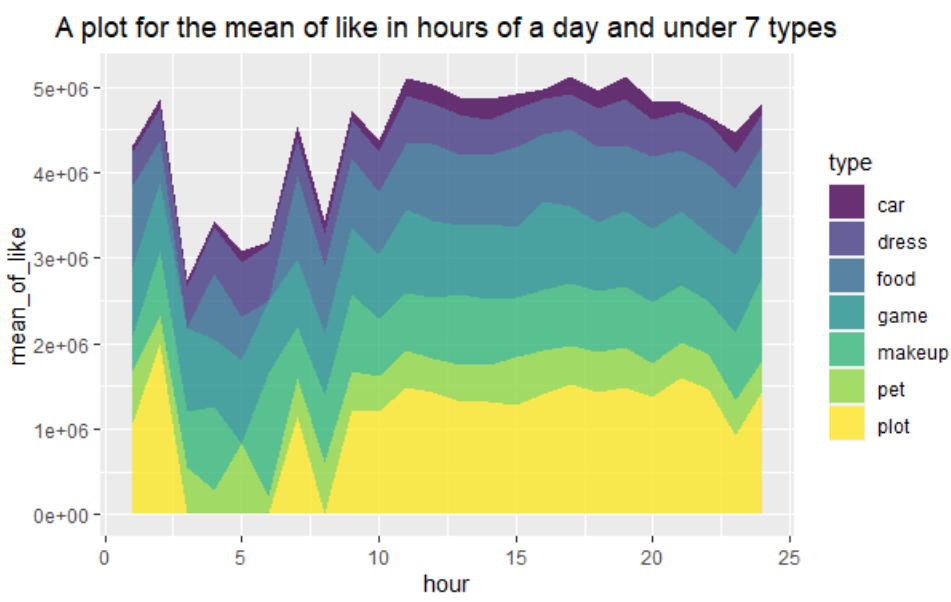 A plot for the mean of like in hours of a day and under 7 types
5e+06
4e+06
3e+06
2e+06
1e+06
0e+00
mean_of_like
0 5 10 15 20 25
hour
type
car
dress
food
game
makeup
pet
plot